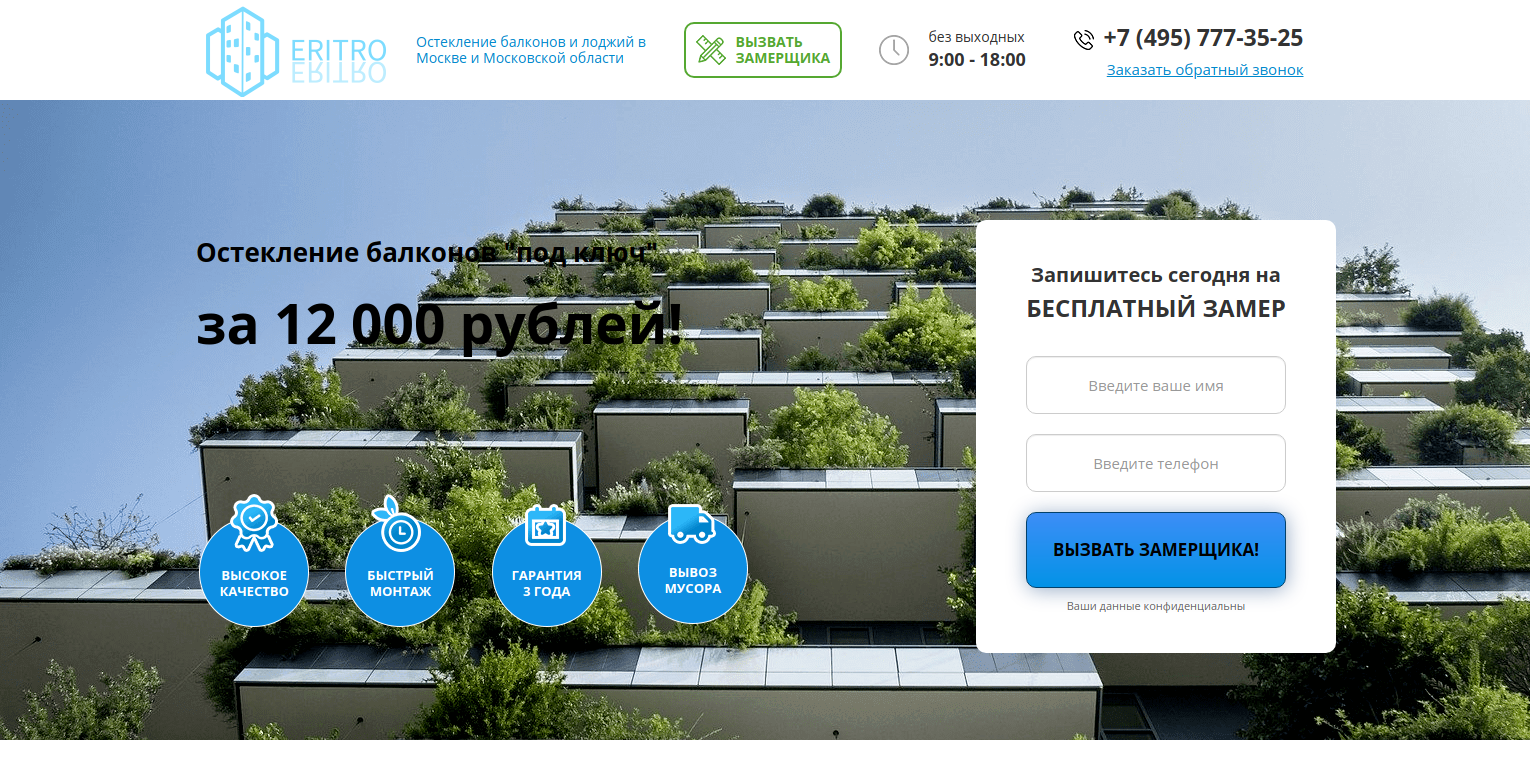 ERITRO
Остекление балконов и лоджий в
Москве и Московской области
ВЫЗВАТЬ
ЗАМЕРЩИКА
без выходных
9:00 - 18:00
+7 (495) 777-35-25
Заказать обратный звонок
Остекление балконов "под ключ"
за 12 000 рублей!
ВЫСОКОЕ
КАЧЕСТВО
БЫСТРЫЙ
МОНТАЖ
ГАРАНТИЯ
3 ГОДА
ВЫВОЗ
МУСОРА
Запишитесь сегодня на
БЕСПЛАТНЫЙ ЗАМЕР
Введите ваше имя
Введите телефон
ВЫЗВАТЬ ЗАМЕРЩИКА!
Ваши данные конфиденциальны